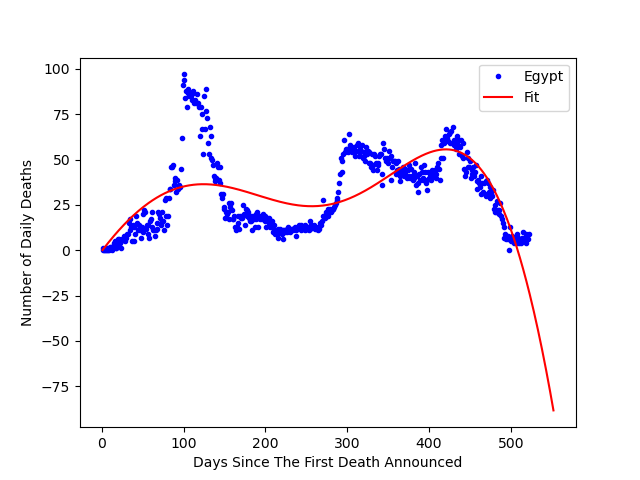 Number of Daily Deaths
100
75
50
25
0
−25
−50
−75
Egypt
Fit
0 100 200 300 400 500
Days Since The First Death Announced